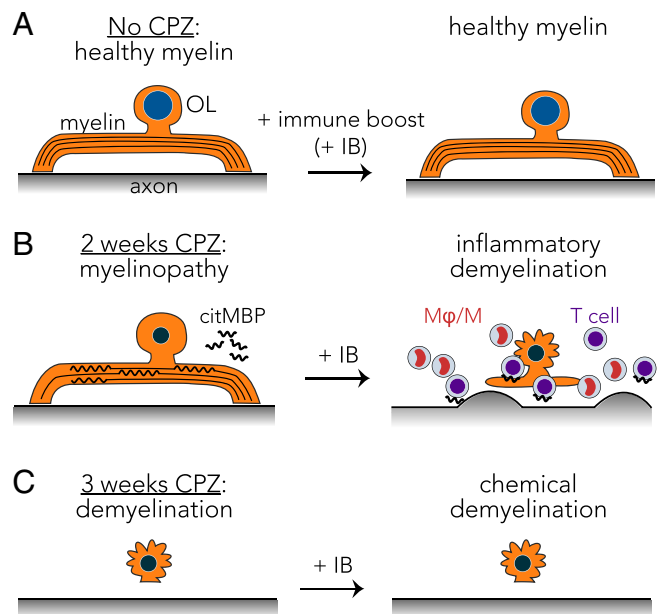 A
No CPZ:
healthy myelin
healthy myelin
OL
myelin
+ immune boost
(+ IB)
axon
B
2 weeks CPZ:
myelinopathy
inflammatory
demyelination
citMBP
Mφ/M
T cell
+ IB
C
3 weeks CPZ:
demyelination
chemical
demyelination
+ IB